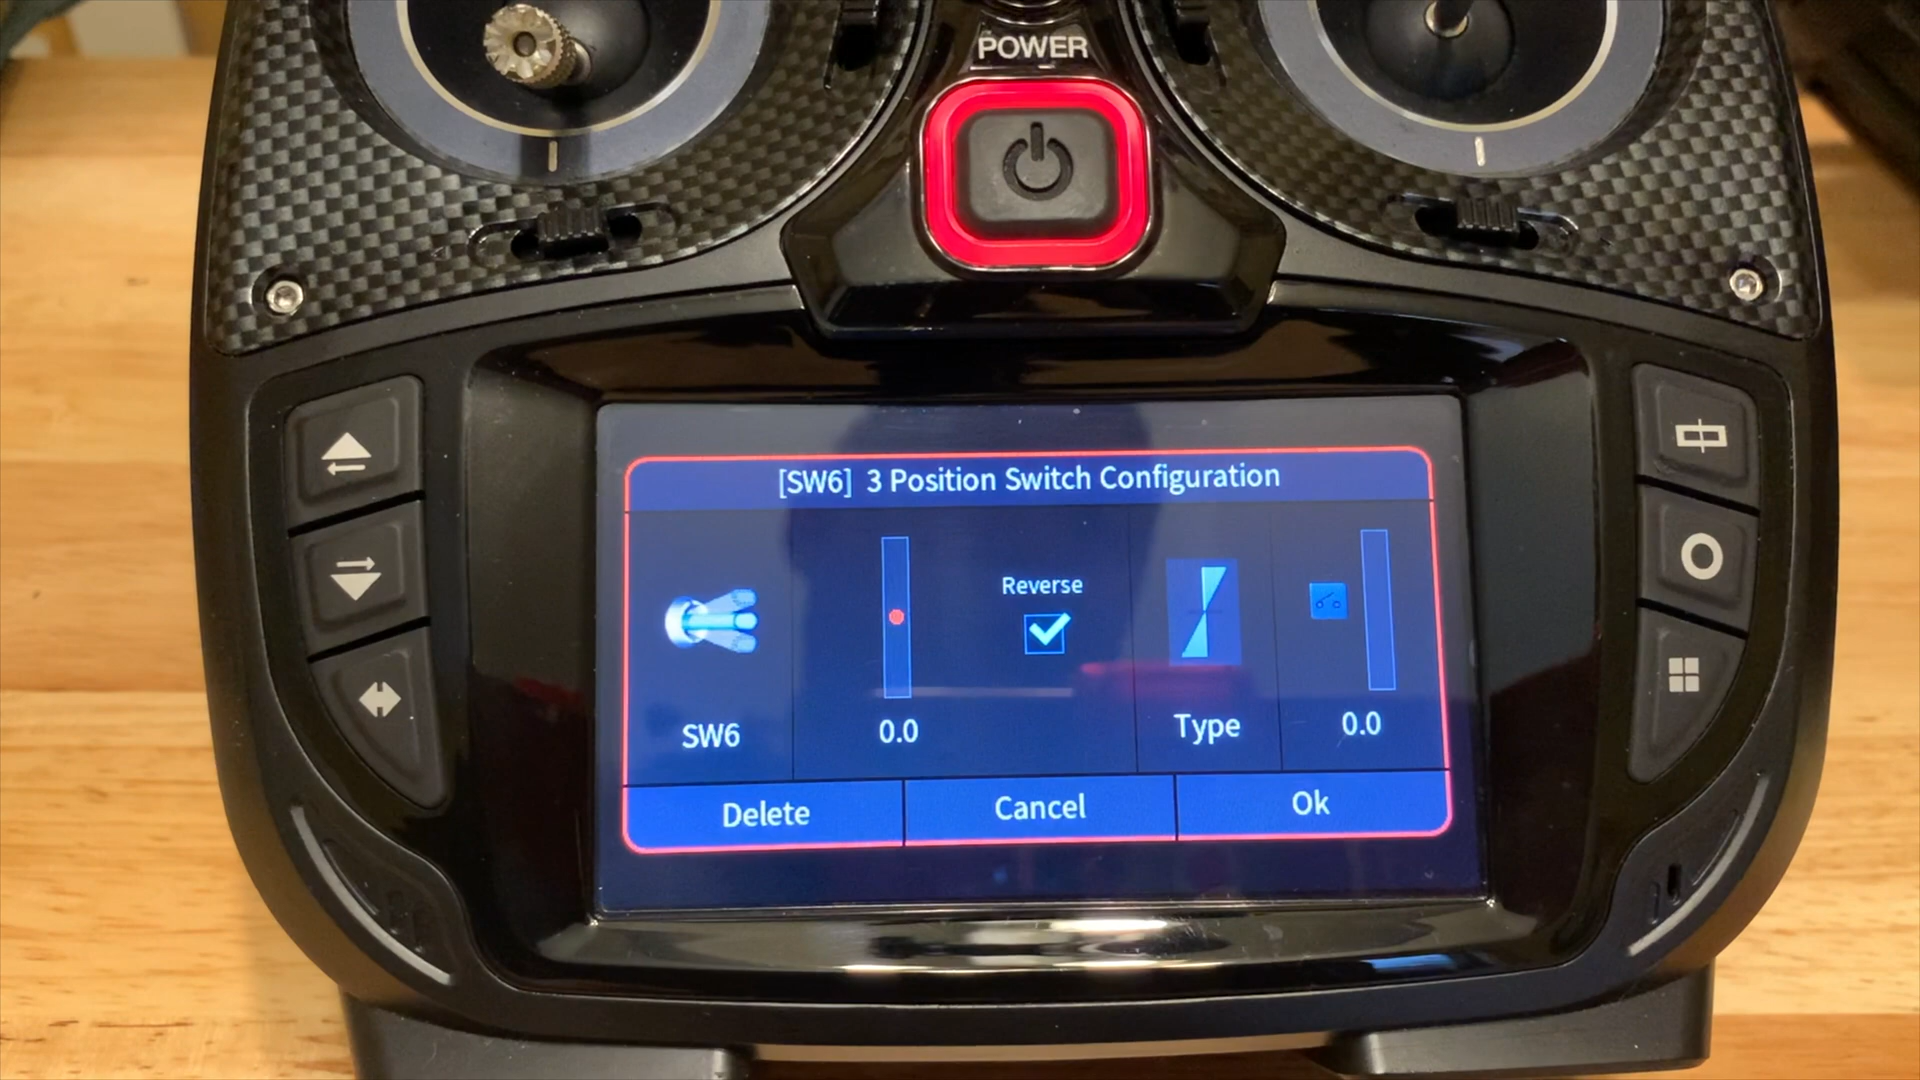 POWER
[SW6] 3 Position Switch Configuration
Reverse
SW6
0.0
Type
0.0
Delete
Cancel
Ok